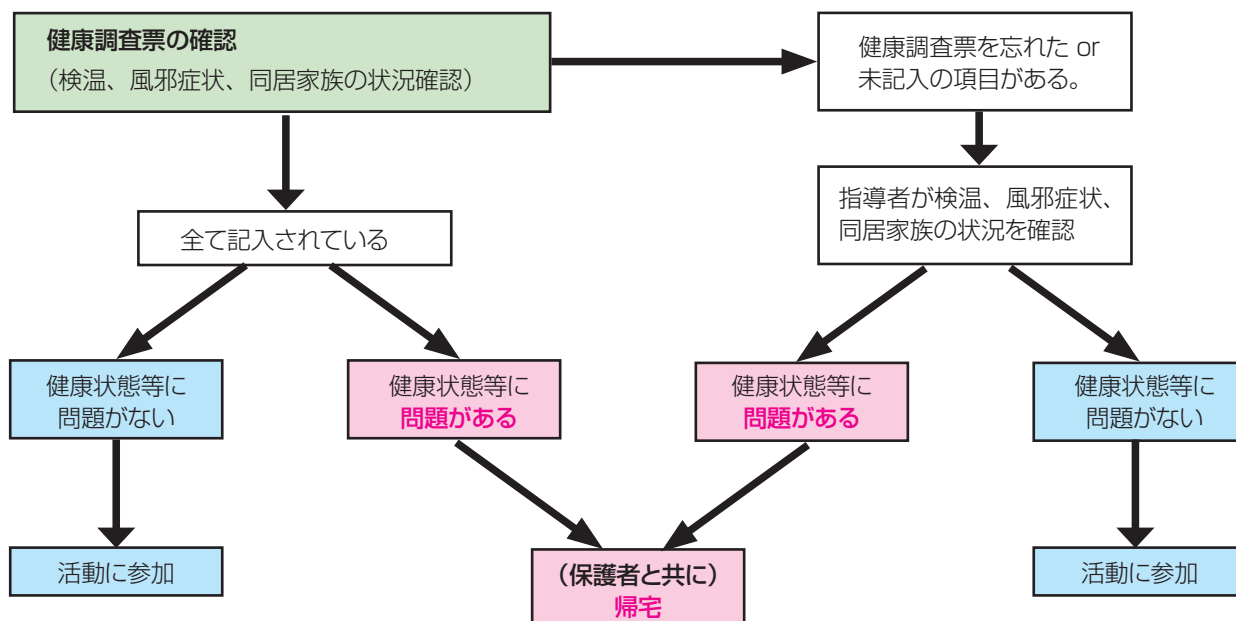 健康調査票の確認
（検温、風邪症状、同居家族の状況確認）
健康調査票を忘れた or
未記入の項目がある。
指導者が検温、風邪症状、
同居家族の状況を確認
全て記入されている
健康状態等に
問題がない
健康状態等に
問題がある
健康状態等に
問題がある
健康状態等に
問題がない
活動に参加
（保護者と共に）
帰宅
活動に参加